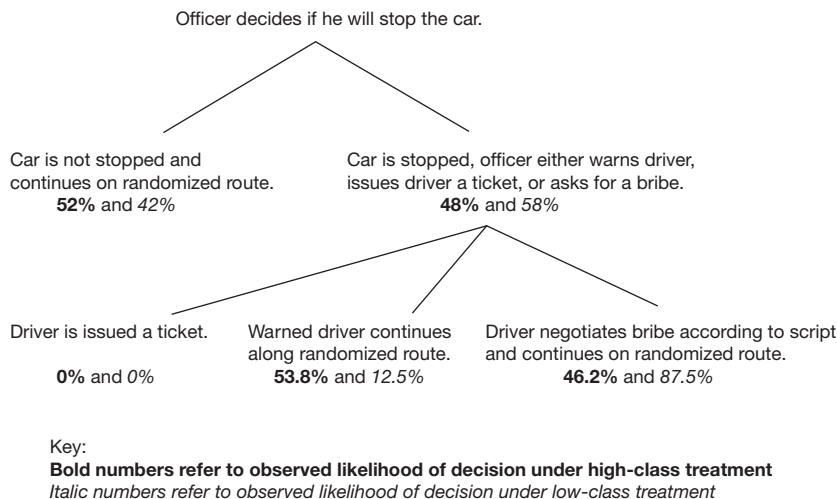 Officer decides if he will stop the car.
Car is not stopped and
continues on randomized route.
52% and 42%
Car is stopped, officer either warns driver,
issues driver a ticket, or asks for a bribe.
48% and 58%
Driver is issued a ticket.
0% and 0%
Warned driver continues
along randomized route.
53.8% and 12.5%
Driver negotiates bribe according to script
and continues on randomized route.
46.2% and 87.5%
Key:
Bold numbers refer to observed likelihood of decision under high-class treatment
Italic numbers refer to observed likelihood of decision under low-class treatment